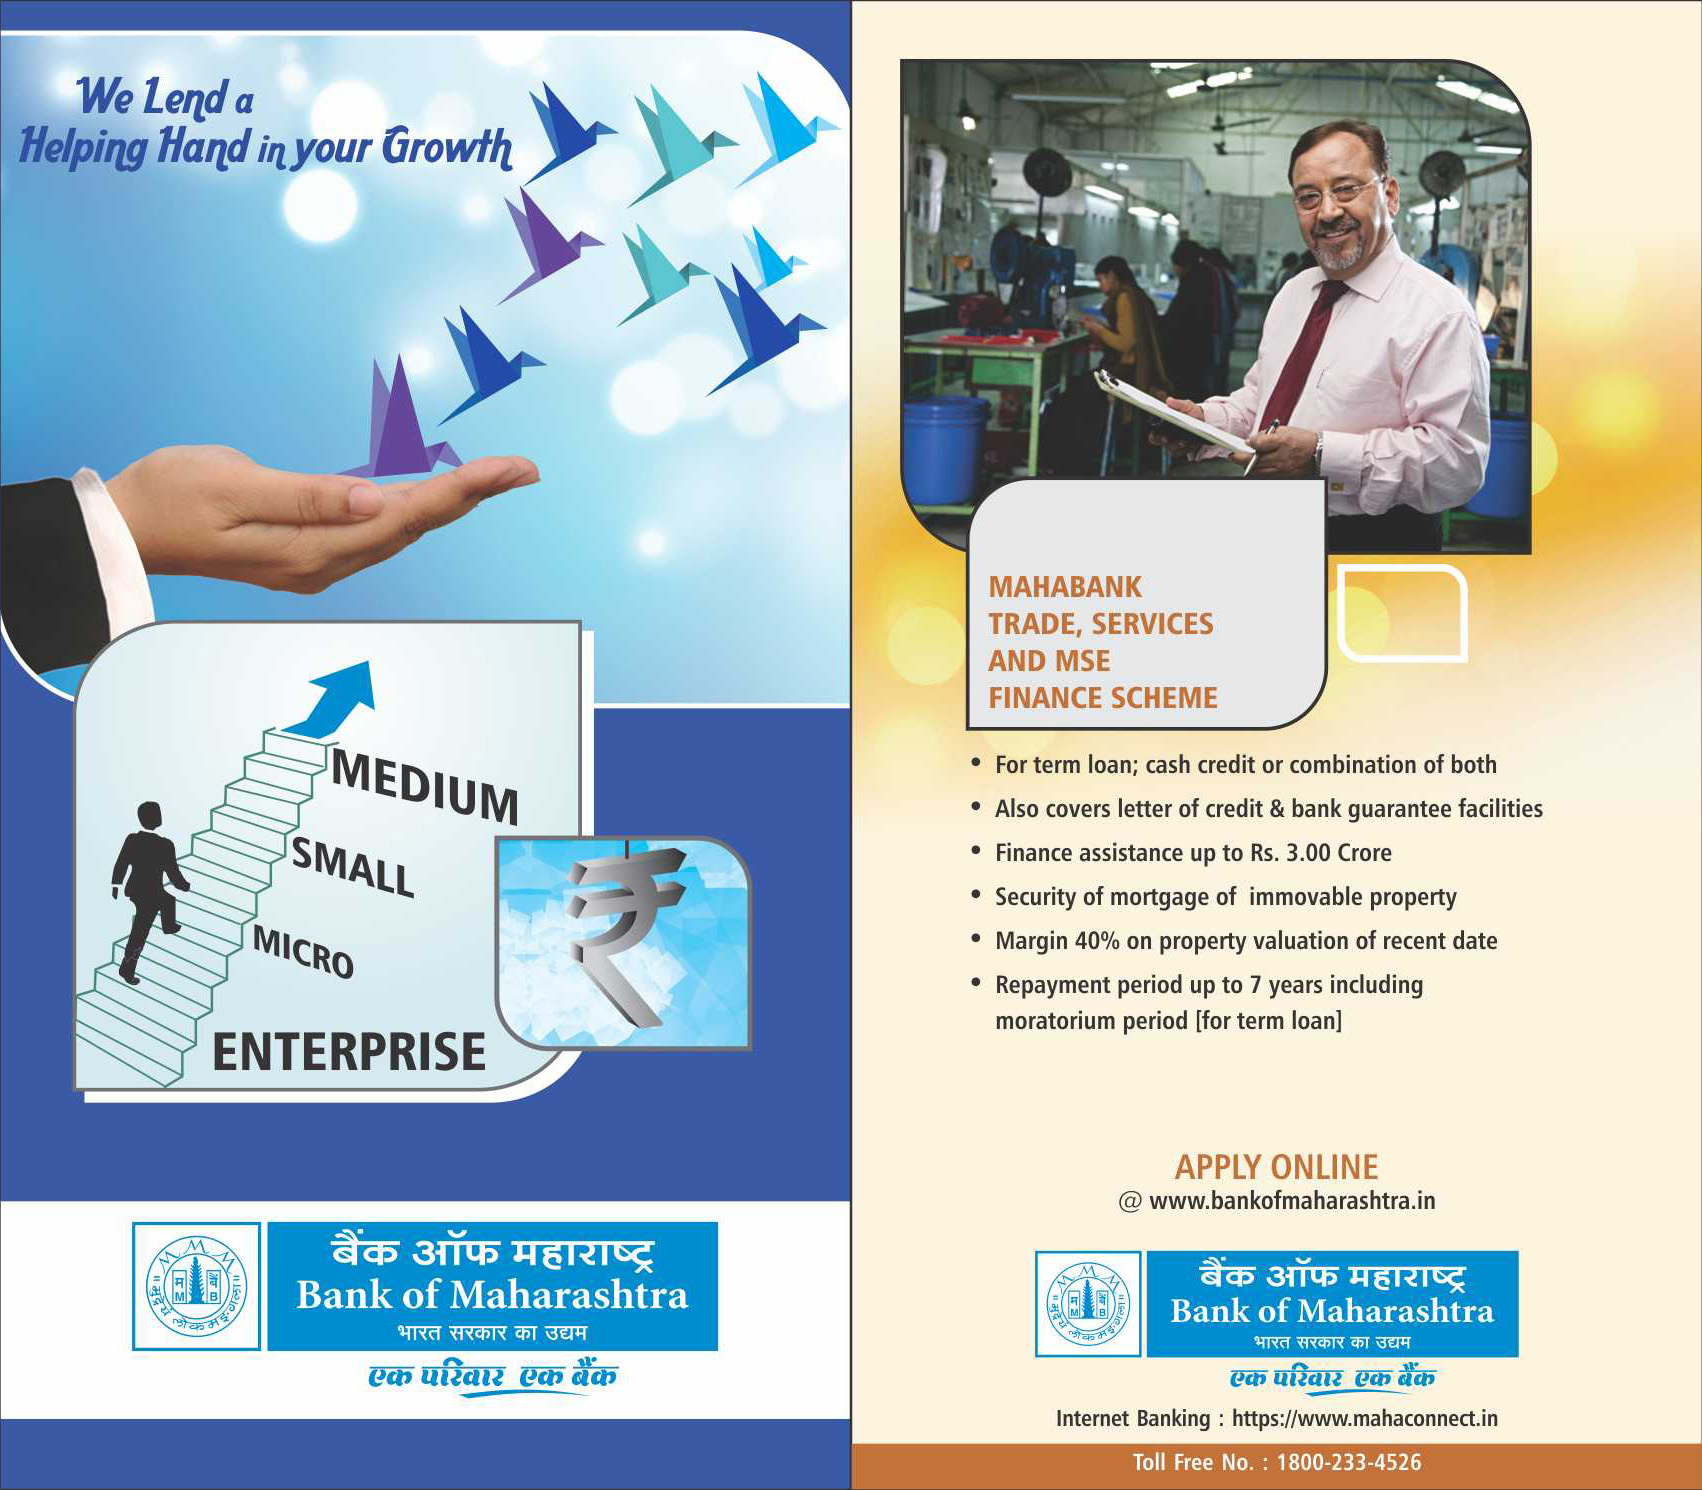 We Lend a
Helping Hand in your Growth
MEDIUM
SMALL
MICRO
ENTERPRISE
म बैं
M B
बैंक ऑफ महाराष्ट्र
Bank of Maharashtra
भारत सरकार का उद्यम
एक परिवार एक बैंक
MAHABANK
TRADE, SERVICES
AND MSE
FINANCE SCHEME
• For term loan; cash credit or combination of both
• Also covers letter of credit & bank guarantee facilities
• Finance assistance up to Rs. 3.00 Crore
• Security of mortgage of immovable property
• Margin 40% on property valuation of recent date
• Repayment period up to 7 years including
moratorium period [for term loan]
APPLY ONLINE
@ www.bankofmaharashtra.in
म बैं
M B
बैंक ऑफ महाराष्ट्र
Bank of Maharashtra
भारत सरकार का उद्यम
एक परिवार एक बैंक
Internet Banking : https://www.mahaconnect.in
Toll Free No. : 1800-233-4526